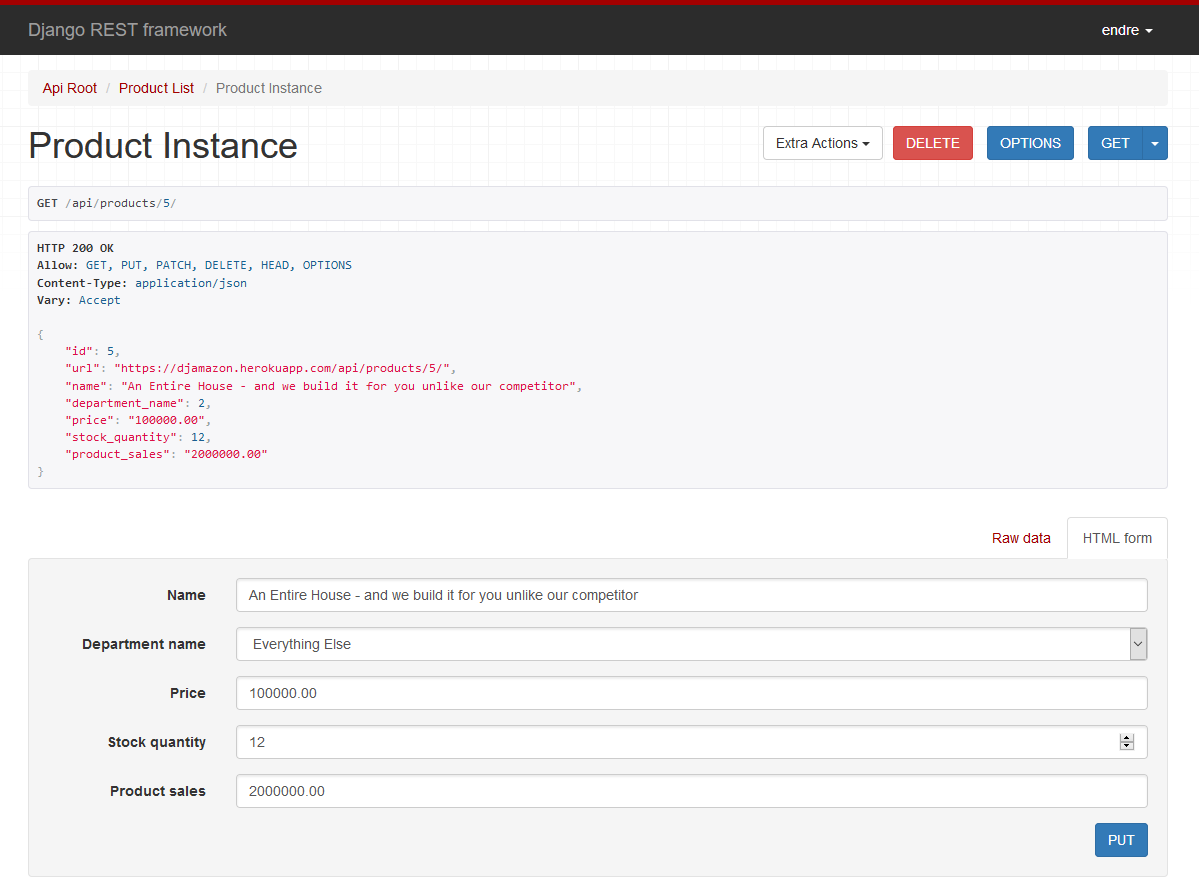 Django REST framework
endre
Api Root / Product List / Product Instance
Product Instance
Extra Actions
DELETE
OPTIONS
GET
GET /api/products/5/
HTTP 200 OK
Allow: GET, PUT, PATCH, DELETE, HEAD, OPTIONS
Content-Type: application/json
Vary: Accept
{
    "id": 5,
    "url": "https://djamazon.herokuapp.com/api/products/5/",
    "name": "An Entire House - and we build it for you unlike our competitor",
    "department_name": 2,
    "price": "100000.00",
    "stock_quantity": 12,
    "product_sales": "2000000.00"
}
Raw data
HTML form
Name An Entire House - and we build it for you unlike our competitor
Department name Everything Else
Price 100000.00
Stock quantity 12
Product sales 2000000.00
PUT